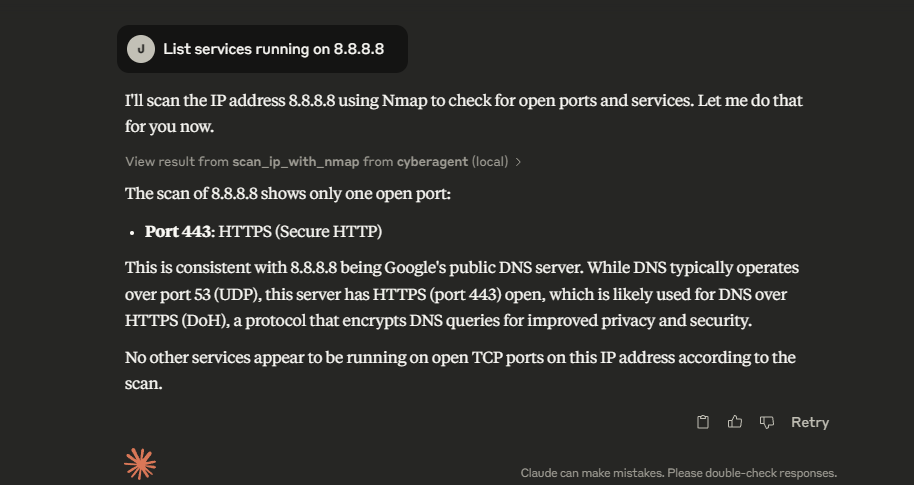 J List services running on 8.8.8.8
I'll scan the IP address 8.8.8.8 using Nmap to check for open ports and services. Let me do that
for you now.
View result from scan_ip_with_nmap from cyberagent (local) >
The scan of 8.8.8.8 shows only one open port:
• Port 443: HTTPS (Secure HTTP)
This is consistent with 8.8.8.8 being Google's public DNS server. While DNS typically operates
over port 53 (UDP), this server has HTTPS (port 443) open, which is likely used for DNS over
HTTPS (DoH), a protocol that encrypts DNS queries for improved privacy and security.
No other services appear to be running on open TCP ports on this IP address according to the
scan.
Retry
Claude can make mistakes. Please double-check responses.